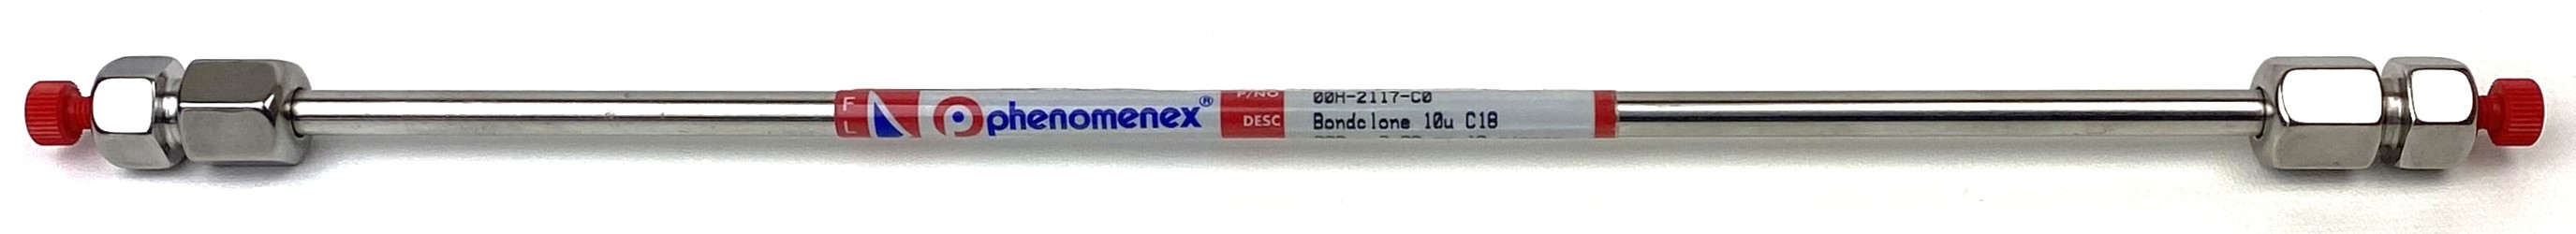 F
L
phenomenex®
P/NO 00H-2117-C0
DESC Bondclone 10u C18